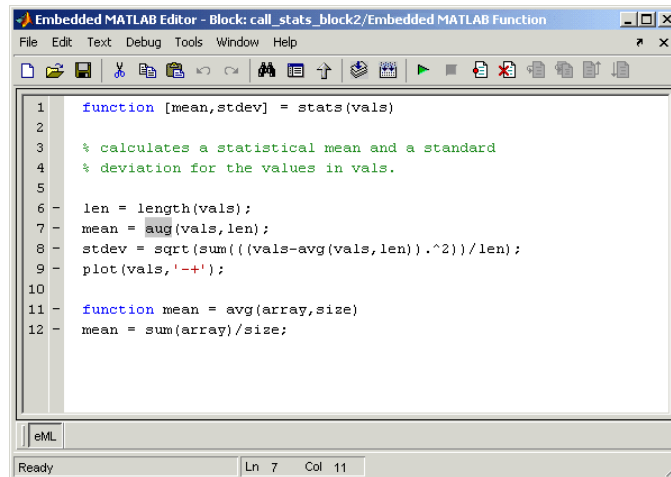 Embedded MATLAB Editor - Block: call_stats_block2/Embedded MATLAB Function
File Edit Text Debug Tools Window Help
1 function [mean,stdev] = stats(vals)
2
3 % calculates a statistical mean and a standard
4 % deviation for the values in vals.
5
6 - len = length(vals);
7 - mean = aug(vals,len);
8 - stdev = sqrt(sum(((vals-avg(vals,len)).^2))/len);
9 - plot(vals,'-+');
10
11 - function mean = avg(array,size)
12 - mean = sum(array)/size;
eML
Ready Ln 7 Col 11